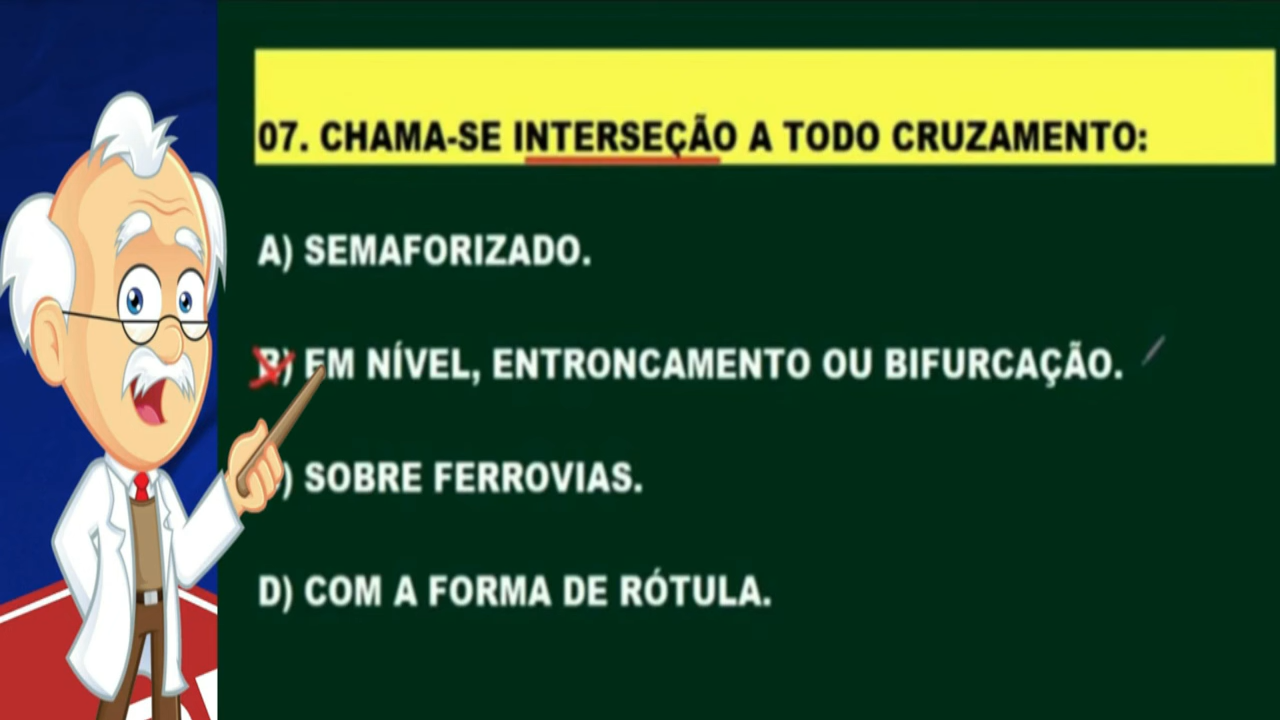 07. CHAMA-SE INTERSEÇÃO A TODO CRUZAMENTO:
A) SEMAFORIZADO.
B) EM NÍVEL, ENTRONCAMENTO OU BIFURCAÇÃO.
) SOBRE FERROVIAS.
D) COM A FORMA DE RÓTULA.